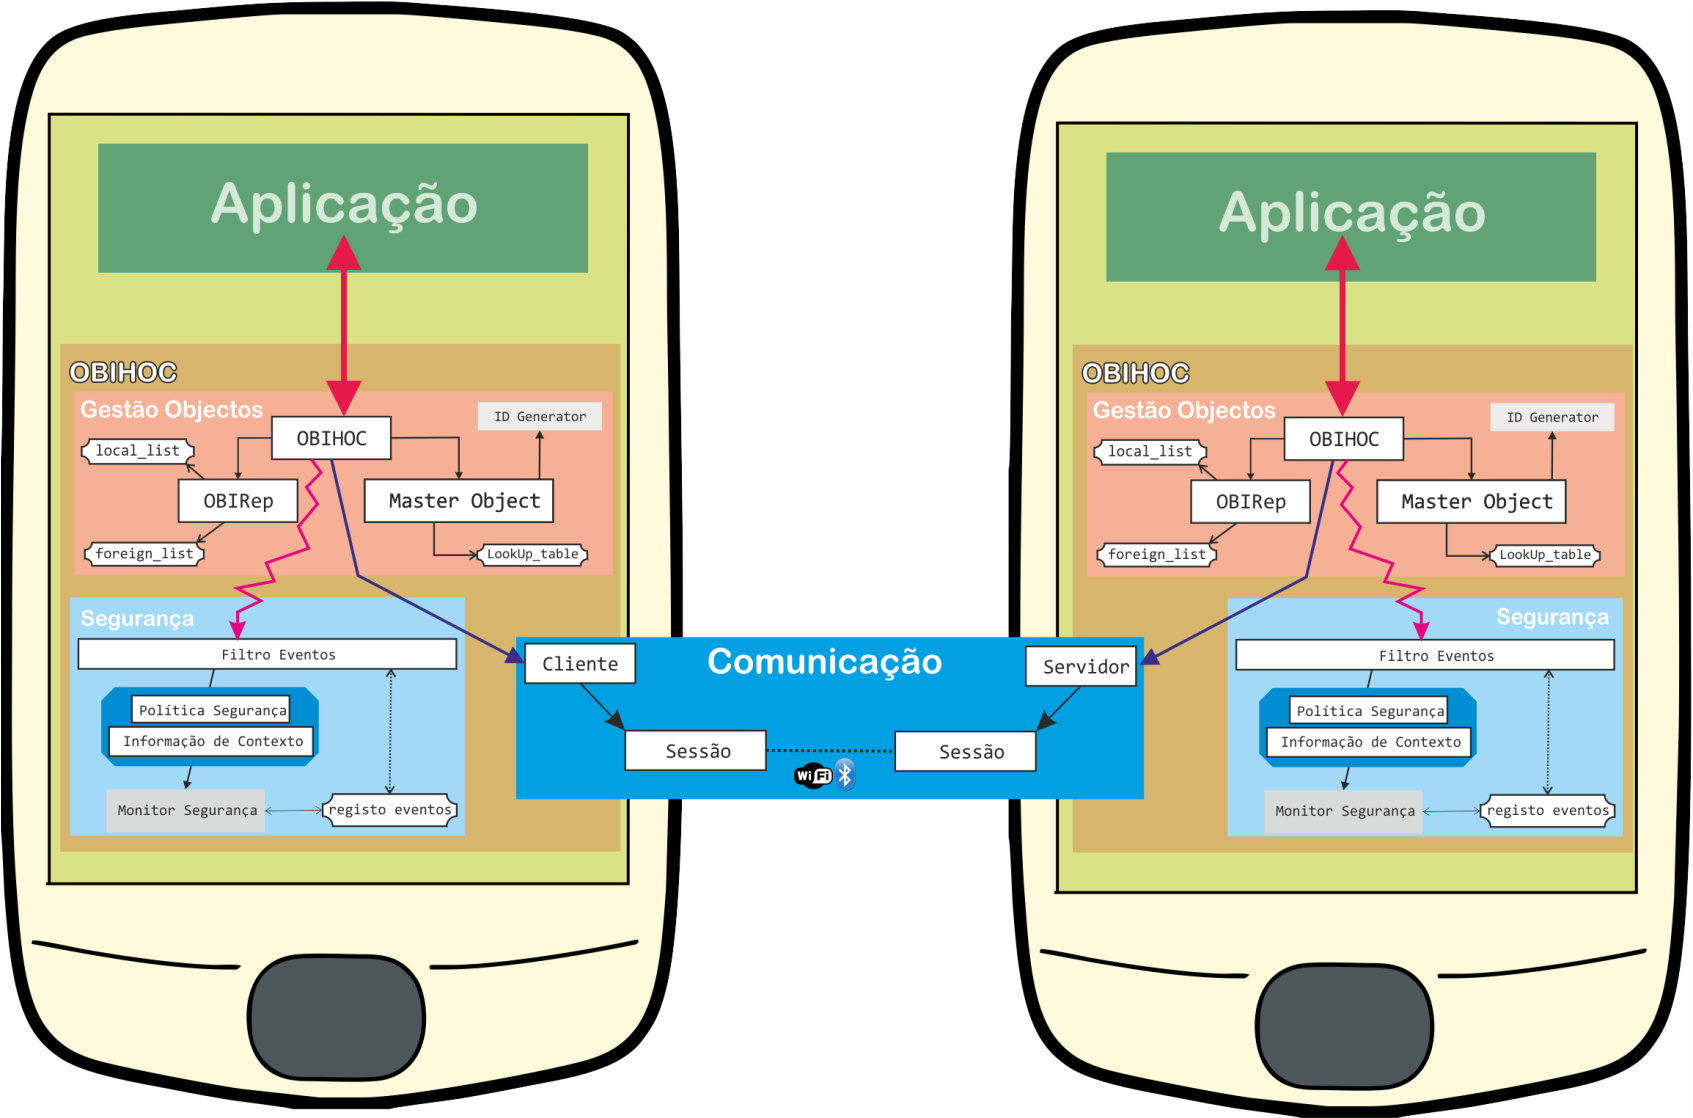 Aplicação
OBIHOC
Gestão Objectos
ID Generator
OBIHOC
local_list
OBIRep
Master Object
foreign_list
LookUp_table
Segurança
Filtro Eventos
Política Segurança
Informação de Contexto
Monitor Segurança
registo eventos
Comunicação
Cliente
Servidor
Sessão
Sessão
WiFi
Aplicação
OBIHOC
Gestão Objectos
ID Generator
OBIHOC
local_list
OBIRep
Master Object
foreign_list
LookUp_table
Segurança
Filtro Eventos
Política Segurança
Informação de Contexto
Monitor Segurança
registo eventos